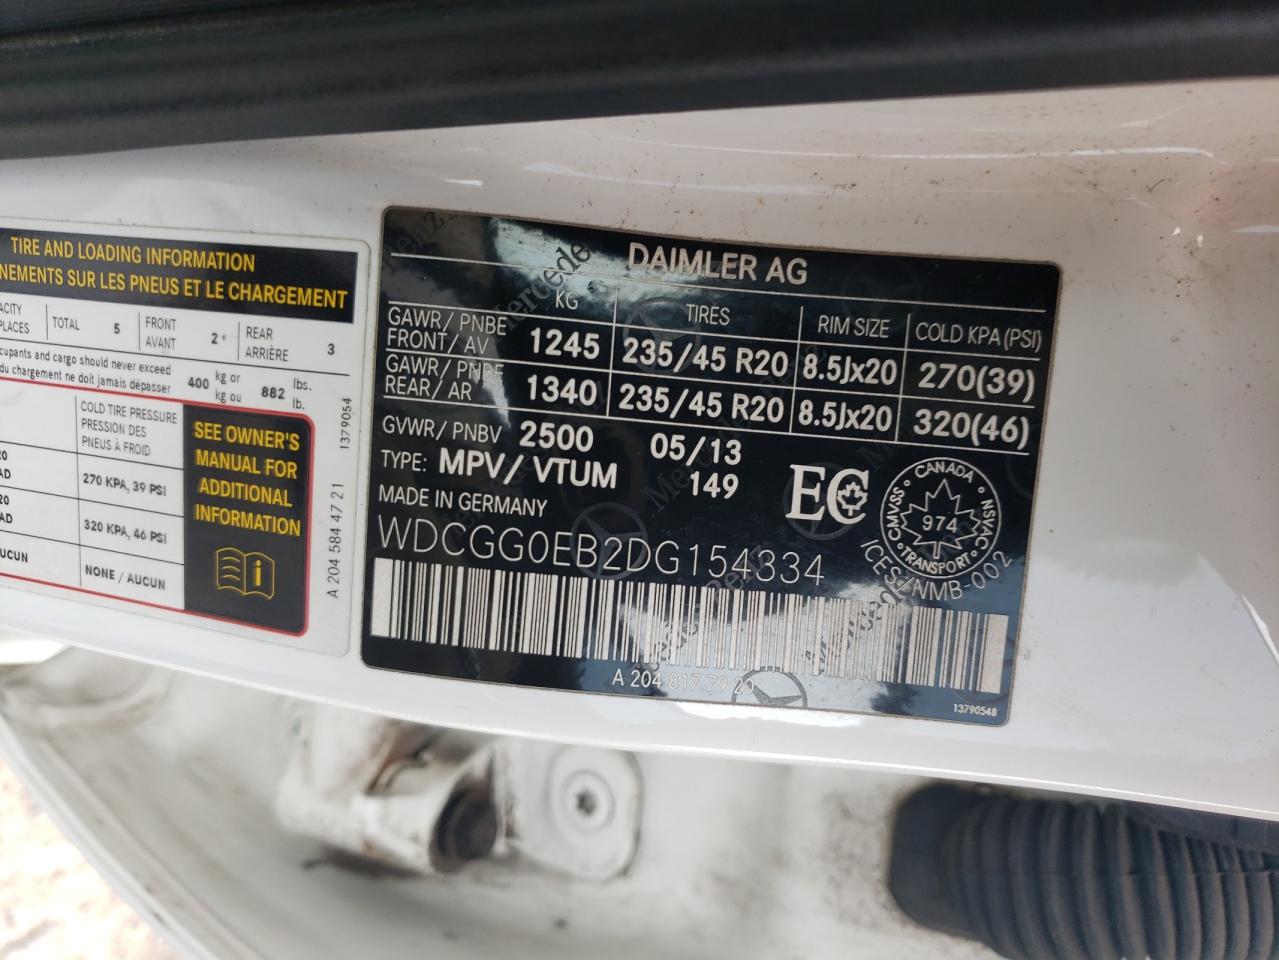 TIRE AND LOADING INFORMATION
NEMENTS SUR LES PNEUS ET LE CHARGEMENT
ACITY
PLACES
TOTAL 5
FRONT
AVANT 2
REAR
ARRIÈRE 3
cupants and cargo should never exceed
du chargement ne doit jamais dépasser
400 kg or
kg ou
882 lbs.
lb.
COLD TIRE PRESSURE
PRESSION DES
PNEUS À FROID
20
AD
270 KPA, 39 PSI
20
AD
320 KPA, 46 PSI
AUCUN
NONE / AUCUN
SEE OWNER'S
MANUAL FOR
ADDITIONAL
INFORMATION
i
1379054
A 204 584 47 21
DAIMLER AG
KG TIRES RIM SIZE COLD KPA (PSI)
GAWR/PNBE
FRONT/AV 1245 235/45 R20 8.5Jx20 270(39)
GAWR/PNBE
REAR/AR 1340 235/45 R20 8.5Jx20 320(46)
GVWR/PNBV 2500 05/13
TYPE: MPV/VTUM 149
MADE IN GERMANY
WDCGG0EB2DG154334
EC
CANADA
CMVSS
NSVAC
974
TRANSPORT
ICES/NMB-002
A 204 817 79 20
13790548
Mercedes